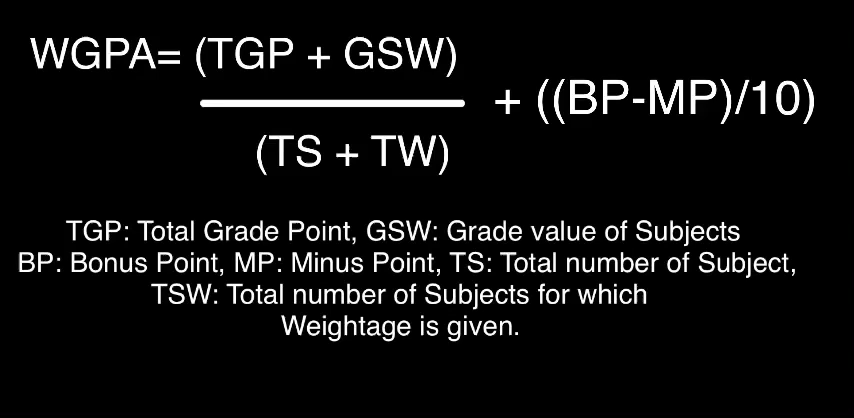 WGPA= (TGP + GSW)
(TS + TW)
+ ((BP-MP)/10)
TGP: Total Grade Point, GSW: Grade value of Subjects
BP: Bonus Point, MP: Minus Point, TS: Total number of Subject,
TSW: Total number of Subjects for which
Weightage is given.